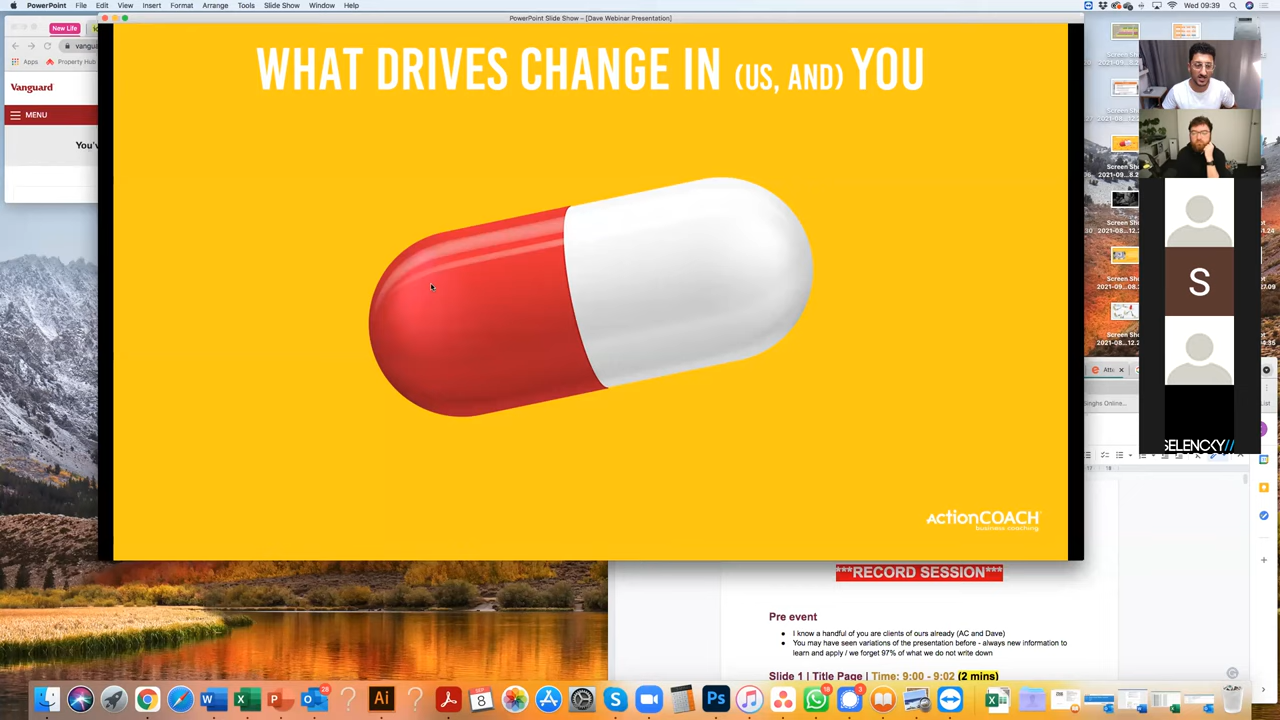 PowerPoint File Edit View Insert Format Arrange Tools Slide Show Window Help
Wed 09:39
PowerPoint Slide Show – [Dave Webinar Presentation]
New Life
Apps Property Hub
Vanguard
MENU
WHAT DRIVES CHANGE IN (US, AND) YOU
ActionCOACH
business coaching
S
SELENCKY//
***RECORD SESSION***
Pre event
● I know a handful of you are clients of ours already (AC and Dave)
● You may have seen variations of the presentation before - always new information to
learn and apply / we forget 97% of what we do not write down
Slide 1 | Title Page | Time: 9:00 - 9:02 (2 mins)